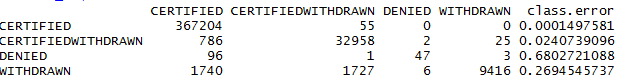 CERTIFIED CERTIFIEDWITHDRAWN DENIED WITHDRAWN class.error
CERTIFIED 367204 55 0 0 0.0001497581
CERTIFIEDWITHDRAWN 786 32958 2 25 0.0240739096
DENIED 96 1 47 3 0.6802721088
WITHDRAWN 1740 1727 6 9416 0.2694545737